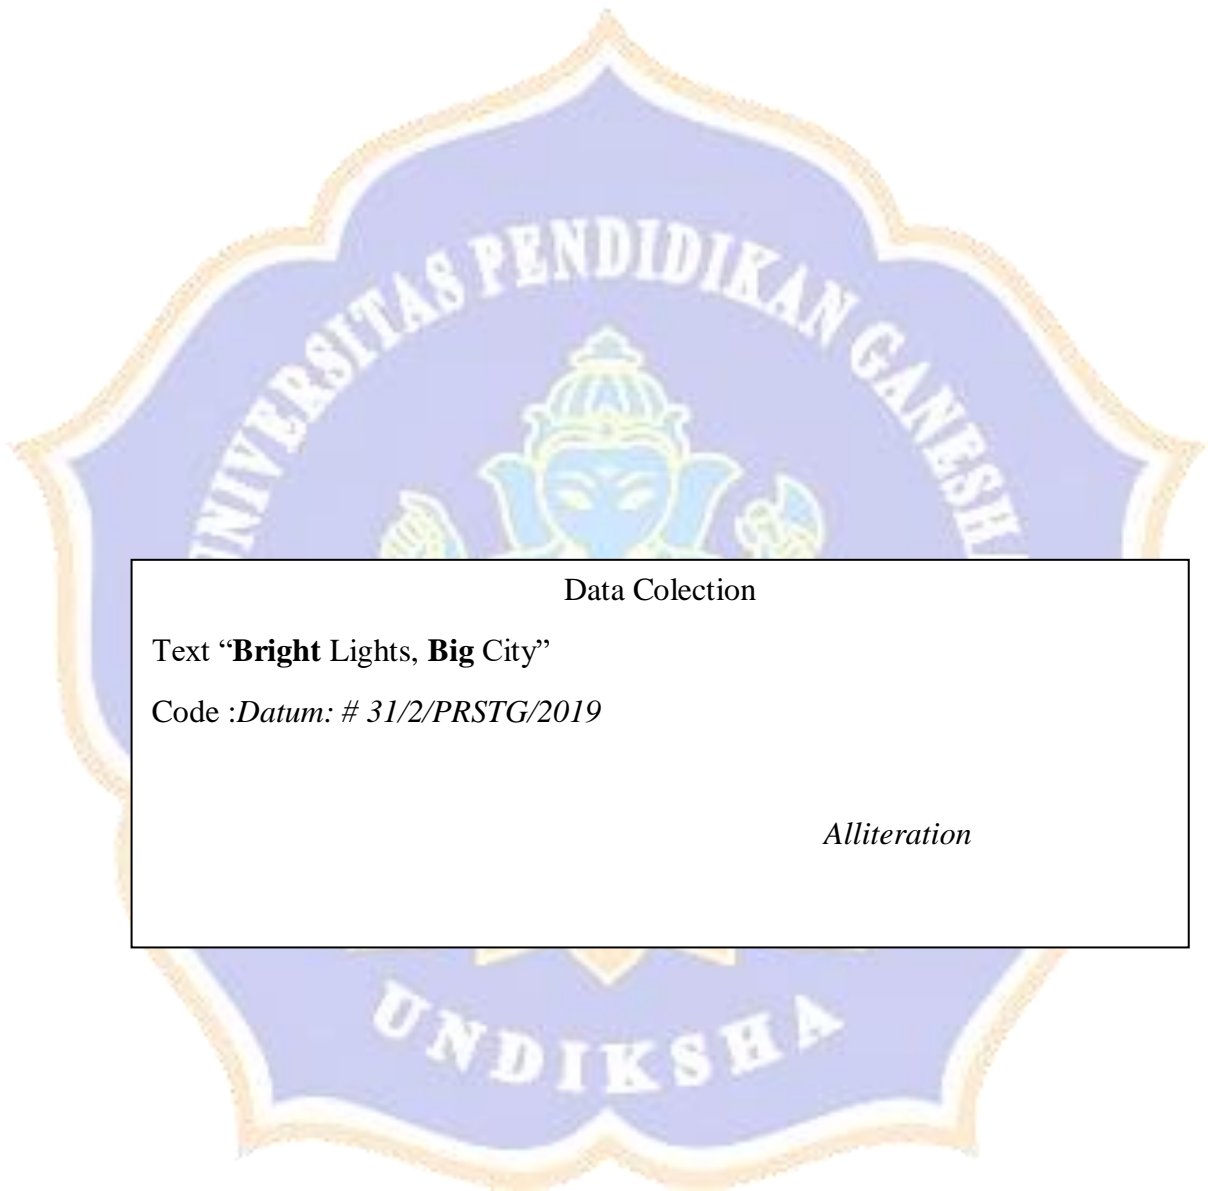 UNIVERSITAS PENDIDIKAN GANESHA
Data Colection
Text “Bright Lights, Big City”
Code :Datum: # 31/2/PRSTG/2019
Alliteration
UNDIKSHA